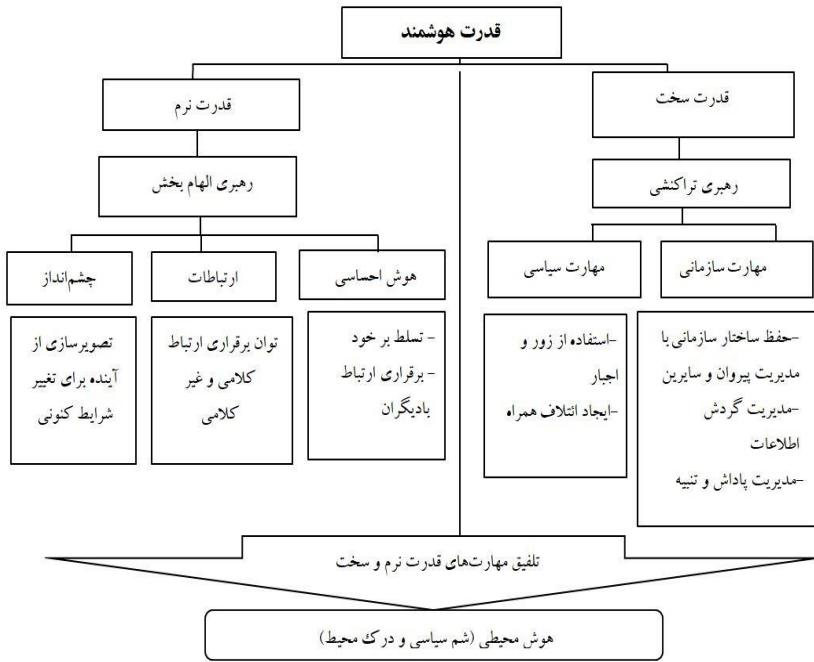 قدرت هوشمند
قدرت سخت
قدرت نرم
رهبری تراکنشی
رهبری الهام بخش
مهارت سازمانی
مهارت سیاسی
هوش احساسی
ارتباطات
چشم‌انداز
-حفظ ساختار سازمانی با
مدیریت پیروان و سایرین
-مدیریت گردش
اطلاعات
-مدیریت پاداش و تنبیه
-استفاده از زور و
اجبار
-ایجاد ائتلاف همراه
- تسلط بر خود
- برقراری ارتباط
بادیگران
توان برقراری ارتباط
کلامی و غیر
کلامی
تصویرسازی از
آینده برای تغییر
شرایط کنونی
تلفیق مهارت‌های قدرت نرم و سخت
هوش محیطی (شم سیاسی و درک محیط)